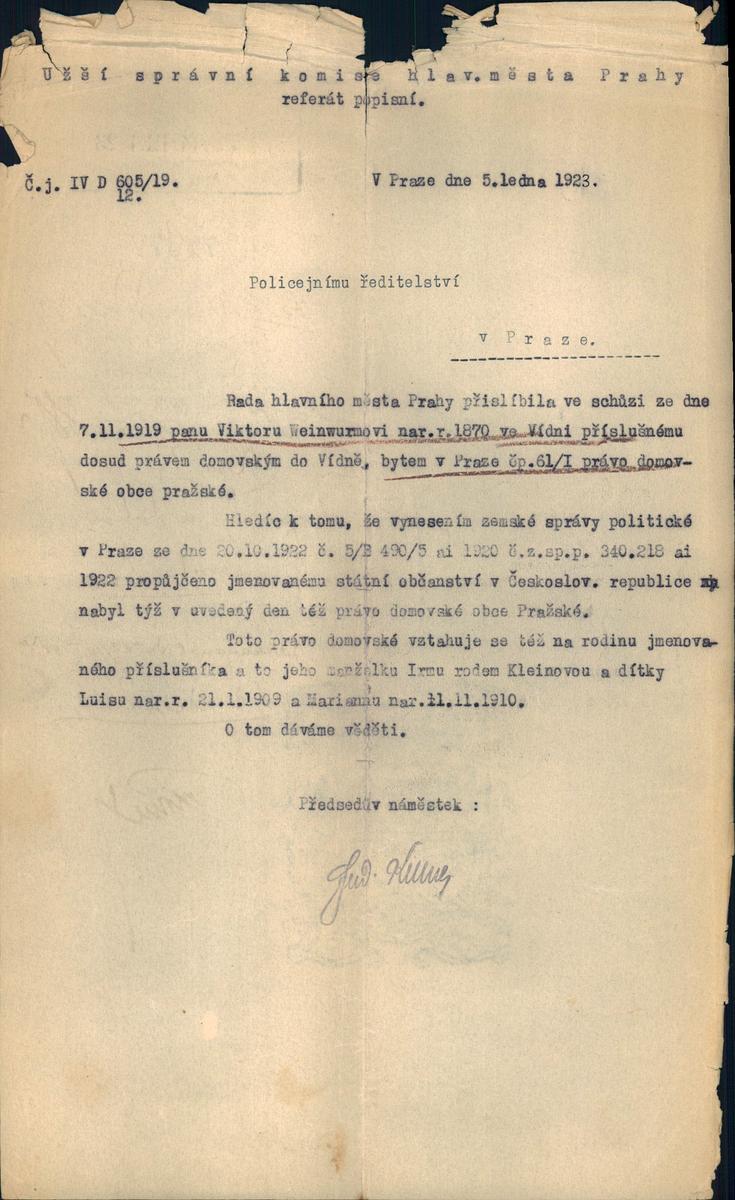 Užší správní komise hlav.města Prahy
referát popisní.
Č.j. IV D 605/19.
12.
V Praze dne 5.ledna 1923.
Policejnímu ředitelství
v Praze.
Rada hlavního města Prahy přislíbila ve schůzi ze dne
7.11.1919 panu Viktoru Weinwurmovi nar.r.1870 ve Vídni příslušnému
dosud právem domovským do Vídně, bytem v Praze čp.61/I právo domov-
ské obce pražské.
Hledíc k tomu, že vynesením zemské správy politické
v Praze ze dne 20.10.1922 č. 5/B 490/5 ai 1920 č.z.sp.p. 340.218 ai
1922 propůjčeno jmenovanému státní občanství v Českoslov. republice
nabyl týž v uvedený den též právo domovské obce Pražské.
Toto právo domovské vztahuje se též na rodinu jmenova-
ného příslušníka a to jeho manželku Irmu rodem Kleinovou a dítky
Luisu nar.r. 21.1.1909 a Mariannu nar.11.11.1910.
O tom dáváme věděti.
Předsedův náměstek :